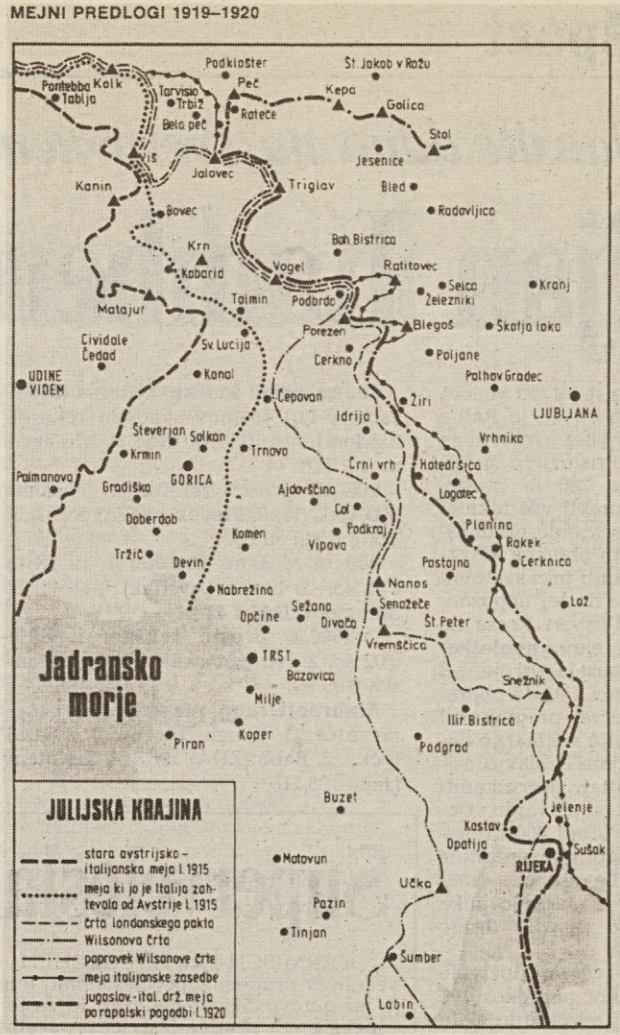 MEJNI PREDLOGI 1919–1920
Podklošter
Št. Jakob v Rožu
Kolk
Pontebba
Tablja
Tarvisio
Trbiž
Peč
Rateče
Kepa
Golica
Bela peč
Stol
Viš
Jalovec
Jesenice
Kanin
Triglav
Bled
Bovec
Radovljica
Krn
Boh. Bistrica
Kobarid
Vogel
Ratitovec
Selca
Kranj
Železniki
Podbrdo
Matajur
Tolmin
Porezen
Blegoš
Škofja loka
Sv. Lucija
Cividale
Čedad
Cerkno
Poljane
UDINE
VIDEM
Kanal
Polhov Gradec
Čepovan
LJUBLJANA
Žiri
Idrija
Števerjan
Solkan
Vrhnika
Krmin
Trnovo
GORICA
Črni vrh
Hotedršica
Palmanova
Gradiška
Ajdovščina
Logatec
Col
Podkraj
Doberdob
Vipava
Planina
Rakek
Komen
Tržič
Cerknica
Devin
Postojna
Nanos
Nabrežina
Lož
Sežana
Senožeče
Opčine
Divača
Št. Peter
Vremščica
TRST
Bazovica
Snežnik
Jadransko
morje
Milje
Ilir. Bistrica
Koper
Piran
Podgrad
Buzet
Jelenje
Kastav
Opatija
RIJEKA
Sušak
Motovun
Učka
Pazin
Tinjan
Šumber
Labin
JULIJSKA KRAJINA
stara avstrijsko –
italijanska meja l. 1915
meja ki jo je Italija zah-
tevala od Avstrije l. 1915
črta londonskega pakta
Wilsonova črta
popravek Wilsonove črte
meja italijanske zasedbe
jugoslav.-ital. drž. meja
po rapalski pogodbi l. 1920